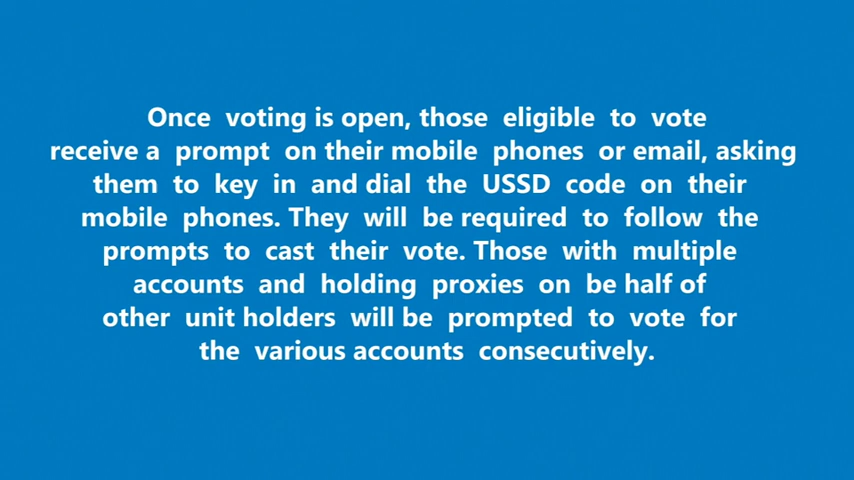 Once voting is open, those eligible to vote
receive a prompt on their mobile phones or email, asking
them to key in and dial the USSD code on their
mobile phones. They will be required to follow the
prompts to cast their vote. Those with multiple
accounts and holding proxies on be half of
other unit holders will be prompted to vote for
the various accounts consecutively.